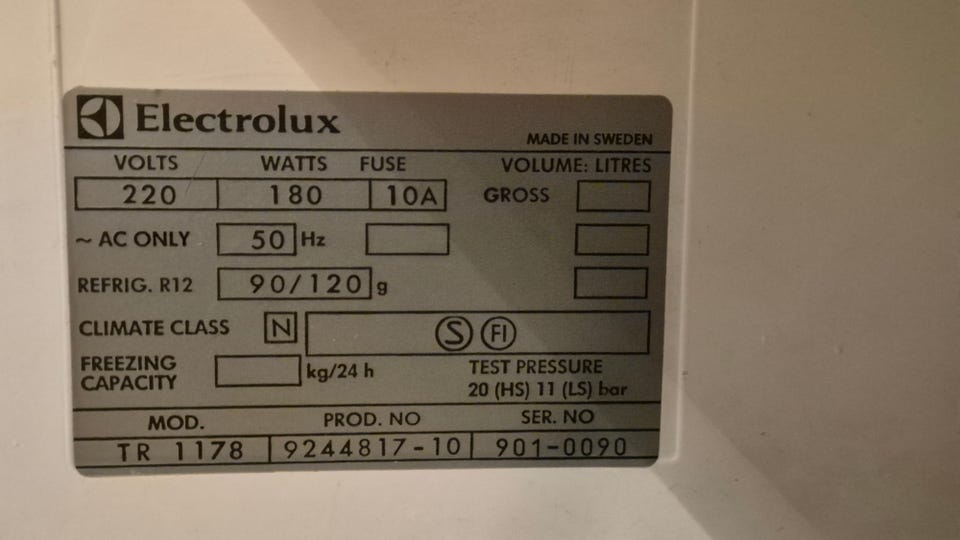 Electrolux
MADE IN SWEDEN
VOLTS WATTS FUSE VOLUME: LITRES
220 180 10A GROSS
~ AC ONLY 50 Hz
REFRIG. R12 90/120 g
CLIMATE CLASS N S FI
FREEZING CAPACITY kg/24 h
TEST PRESSURE
20 (HS) 11 (LS) bar
MOD. PROD. NO SER. NO
TR 1178 9244817-10 901-0090